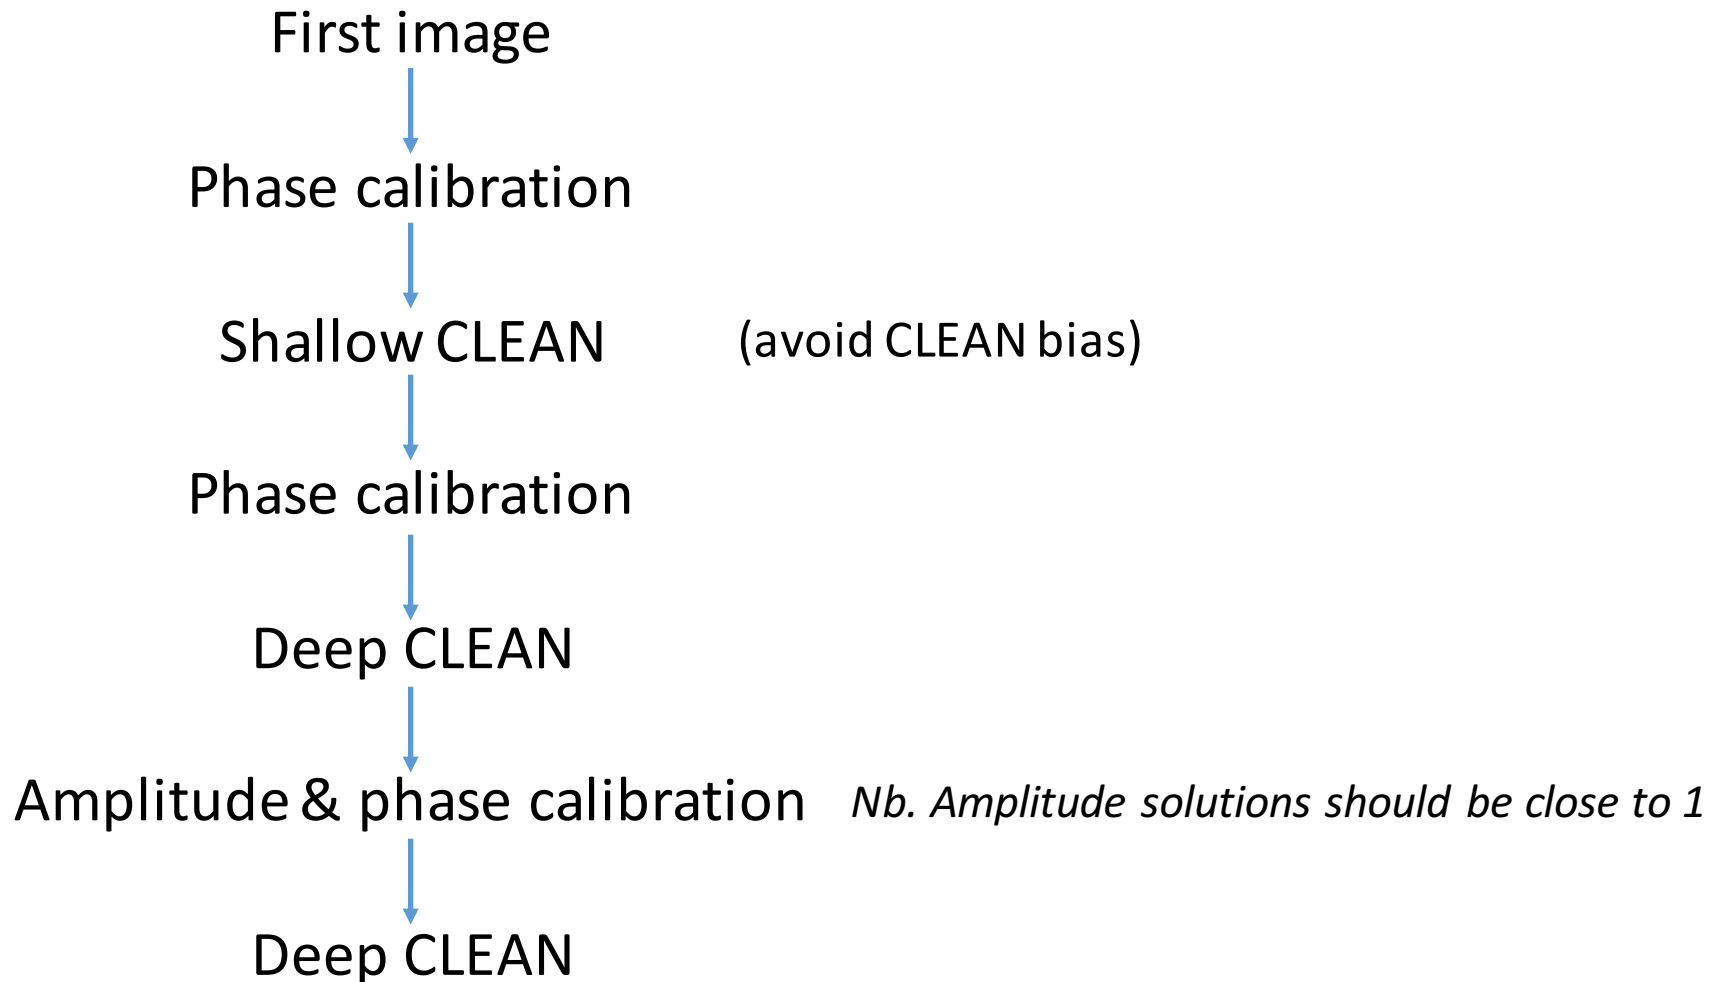 First image
Phase calibration
Shallow CLEAN (avoid CLEAN bias)
Phase calibration
Deep CLEAN
Amplitude & phase calibration Nb. Amplitude solutions should be close to 1
Deep CLEAN